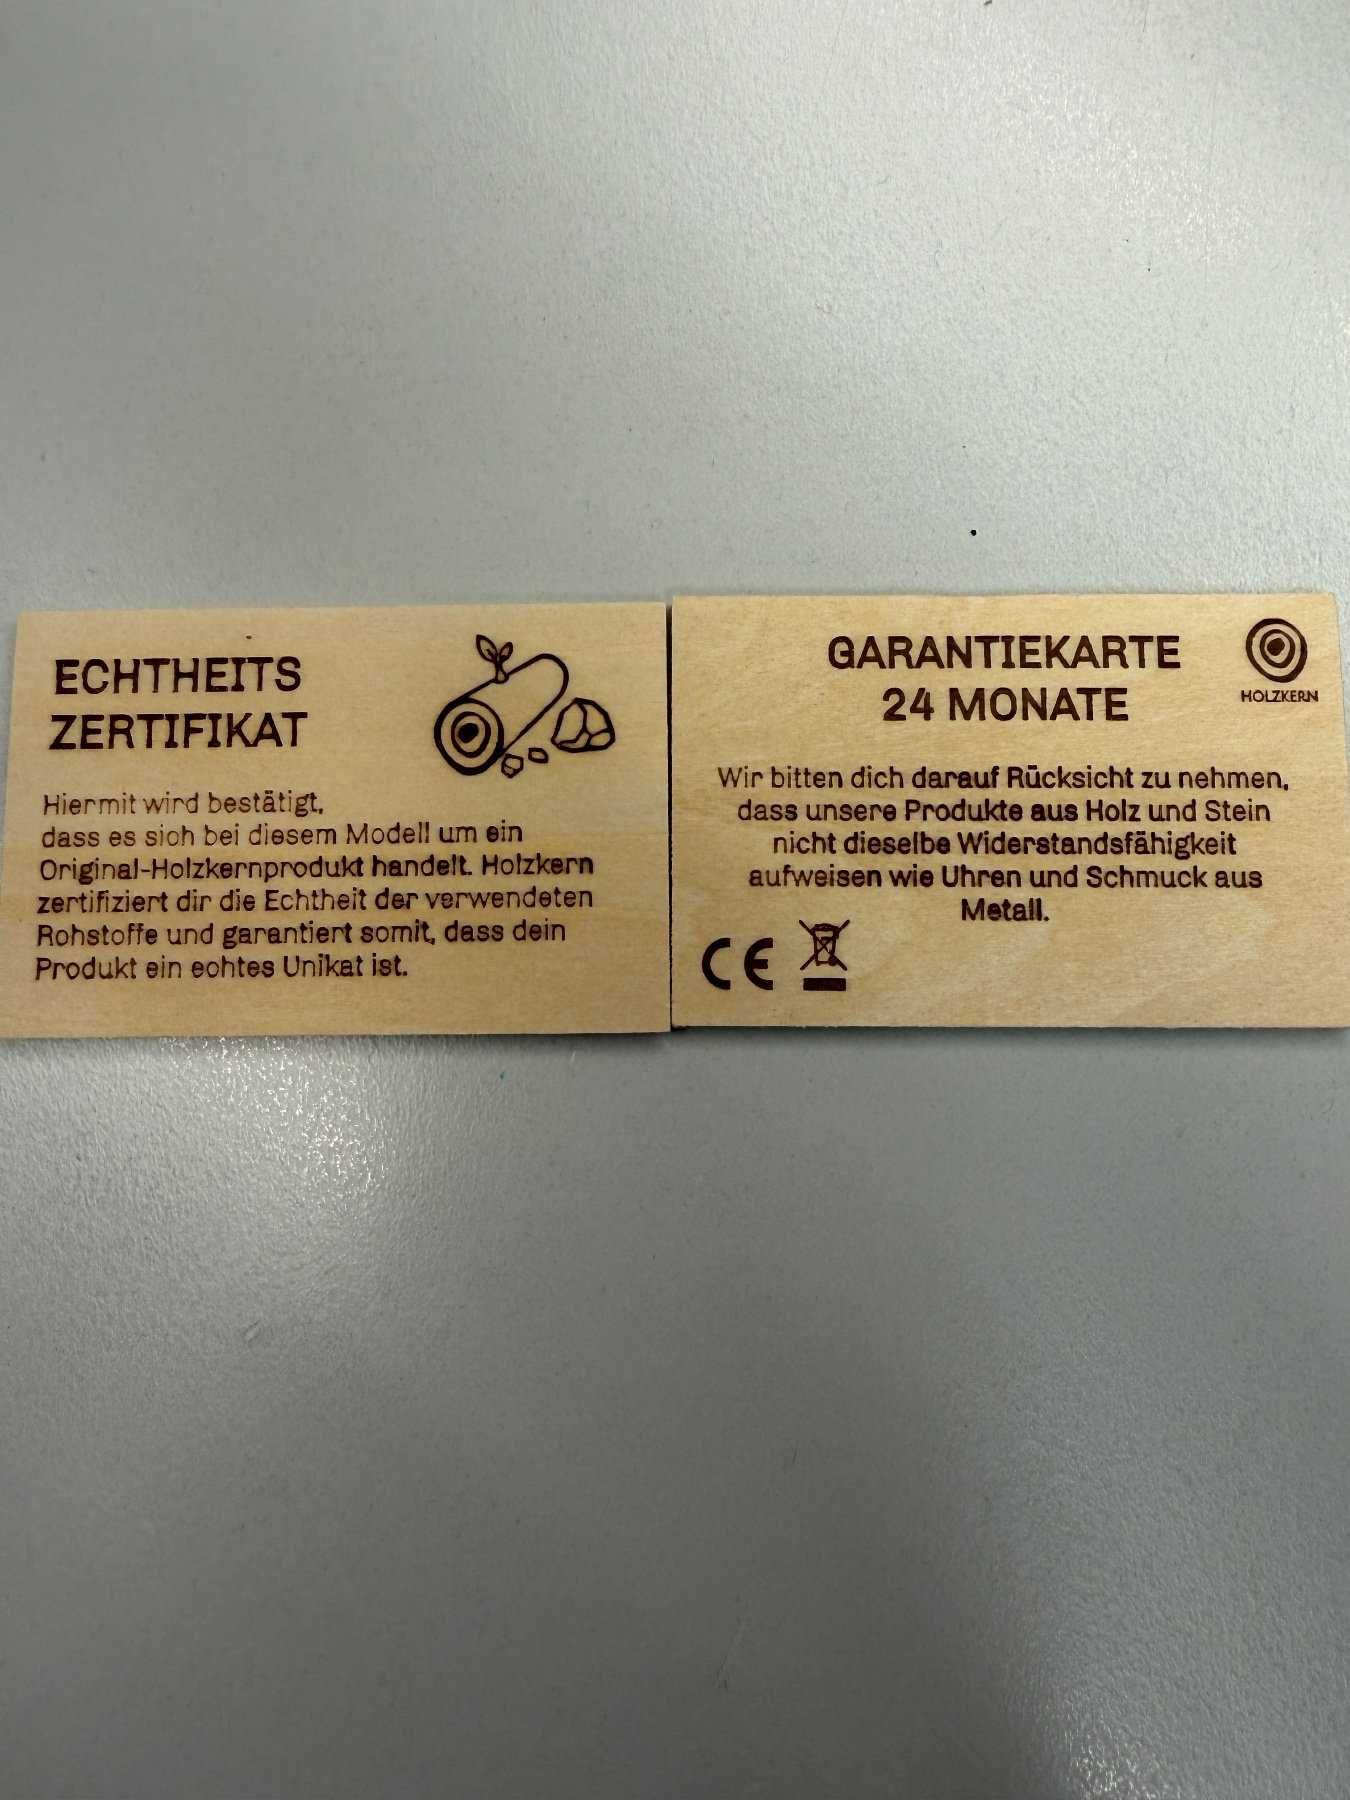 ECHTHEITS
ZERTIFIKAT
Hiermit wird bestätigt,
dass es sich bei diesem Modell um ein
Original-Holzkernprodukt handelt. Holzkern
zertifiziert dir die Echtheit der verwendeten
Rohstoffe und garantiert somit, dass dein
Produkt ein echtes Unikat ist.
GARANTIEKARTE
24 MONATE
HOLZKERN
Wir bitten dich darauf Rücksicht zu nehmen,
dass unsere Produkte aus Holz und Stein
nicht dieselbe Widerstandsfähigkeit
aufweisen wie Uhren und Schmuck aus
Metall.
CE